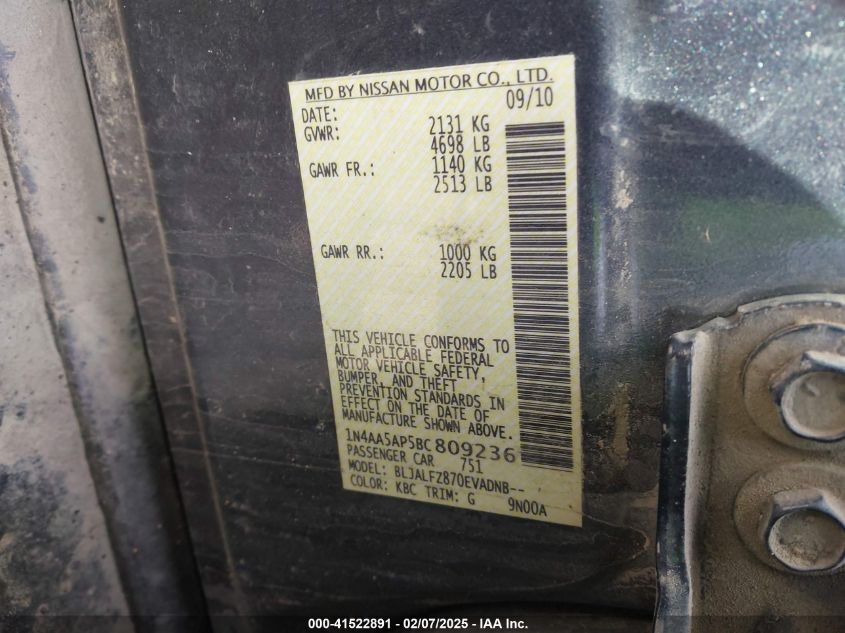 MFD BY NISSAN MOTOR CO., LTD.
DATE: 09/10
GVWR: 2131 KG
4698 LB
GAWR FR.: 1140 KG
2513 LB
GAWR RR.: 1000 KG
2205 LB
THIS VEHICLE CONFORMS TO
ALL APPLICABLE FEDERAL
MOTOR VEHICLE SAFETY,
BUMPER, AND THEFT
PREVENTION STANDARDS IN
EFFECT ON THE DATE OF
MANUFACTURE SHOWN ABOVE.
1N4AA5AP5BC809236
PASSENGER CAR 751
MODEL: BLJALFZ870EVADNB--
COLOR: KBC TRIM: G 9N00A
000-41522891 - 02/07/2025 - IAA Inc.